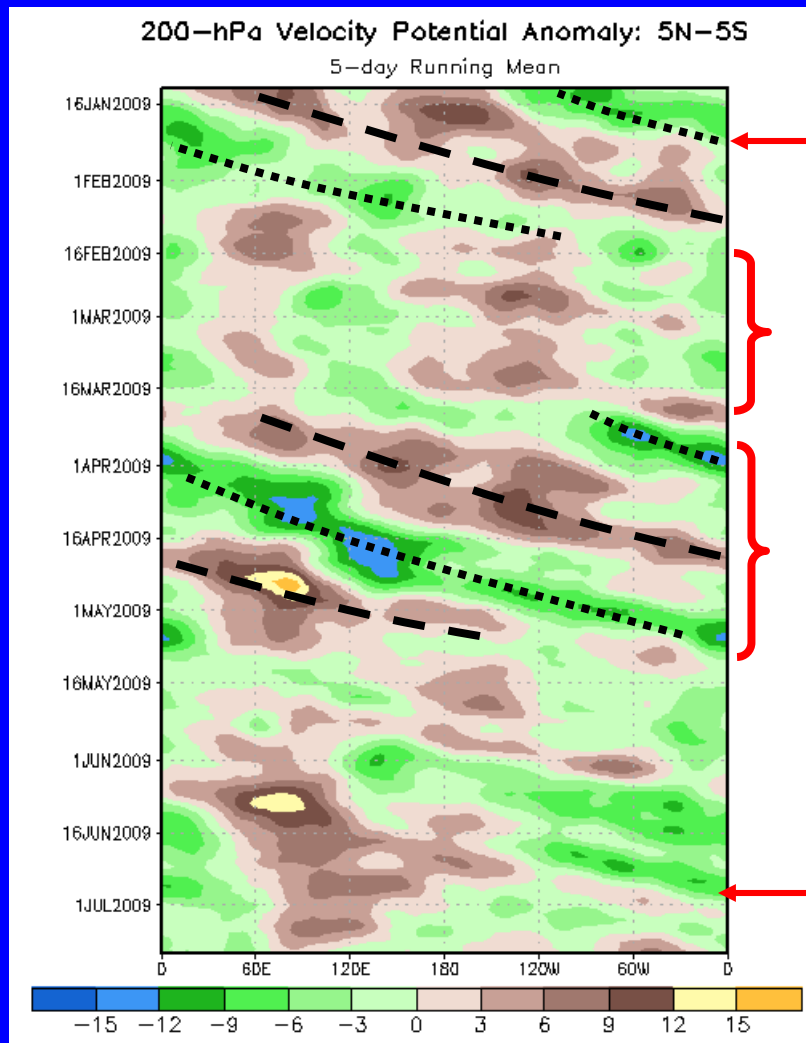 200-hPa Velocity Potential Anomaly: 5N-5S
5-day Running Mean
16JAN2009
1FEB2009
16FEB2009
1MAR2009
16MAR2009
1APR2009
16APR2009
1MAY2009
16MAY2009
1JUN2009
16JUN2009
1JUL2009
0 60E 120E 180 120W 60W 0
-15 -12 -9 -6 -3 0 3 6 9 12 15